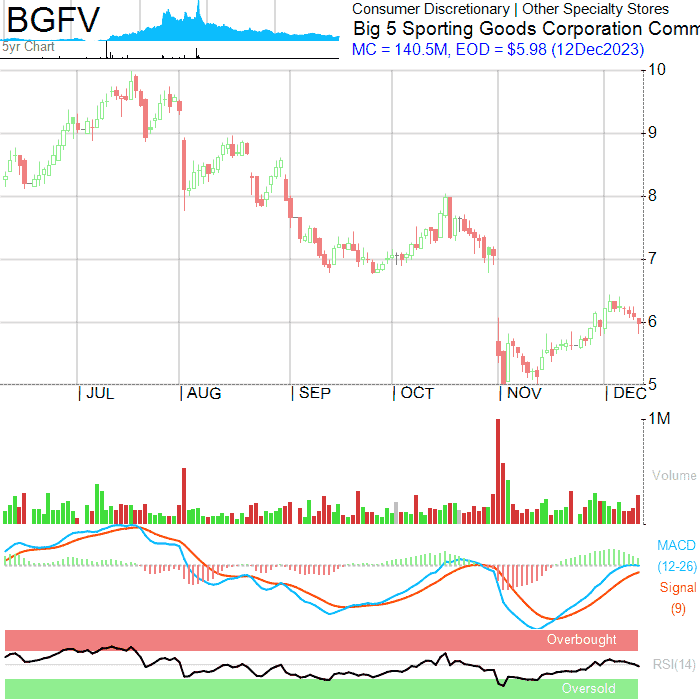 BGFV
5yr Chart
Consumer Discretionary | Other Specialty Stores
Big 5 Sporting Goods Corporation Comm
MC = 140.5M, EOD = $5.98 (12Dec2023)
10
9
8
7
6
5
JUL AUG SEP OCT NOV DEC
1M
Volume
MACD
(12-26)
Signal
(9)
Overbought
RSI(14)
Oversold